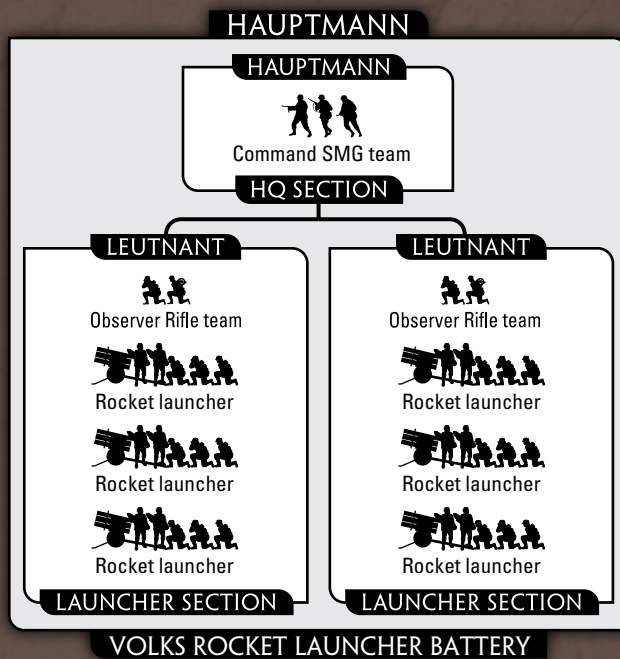 HAUPTMANN
HAUPTMANN
Command SMG team
HQ SECTION
LEUTNANT
Observer Rifle team
Rocket launcher
Rocket launcher
Rocket launcher
LAUNCHER SECTION
LEUTNANT
Observer Rifle team
Rocket launcher
Rocket launcher
Rocket launcher
LAUNCHER SECTION
VOLKS ROCKET LAUNCHER BATTERY